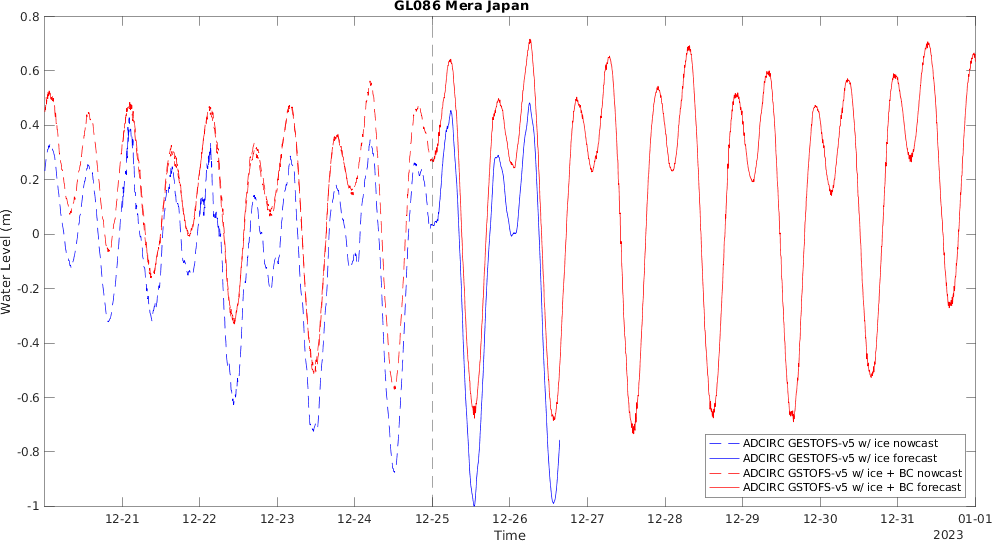 GL086 Mera Japan
Water Level (m)
0.8
0.6
0.4
0.2
0
-0.2
-0.4
-0.6
-0.8
-1
ADCIRC GESTOFS-v5 w/ ice nowcast
ADCIRC GESTOFS-v5 w/ ice forecast
ADCIRC GSTOFS-v5 w/ ice + BC nowcast
ADCIRC GSTOFS-v5 w/ ice + BC forecast
12-21 12-22 12-23 12-24 12-25 12-26 12-27 12-28 12-29 12-30 12-31 01-01
Time
2023